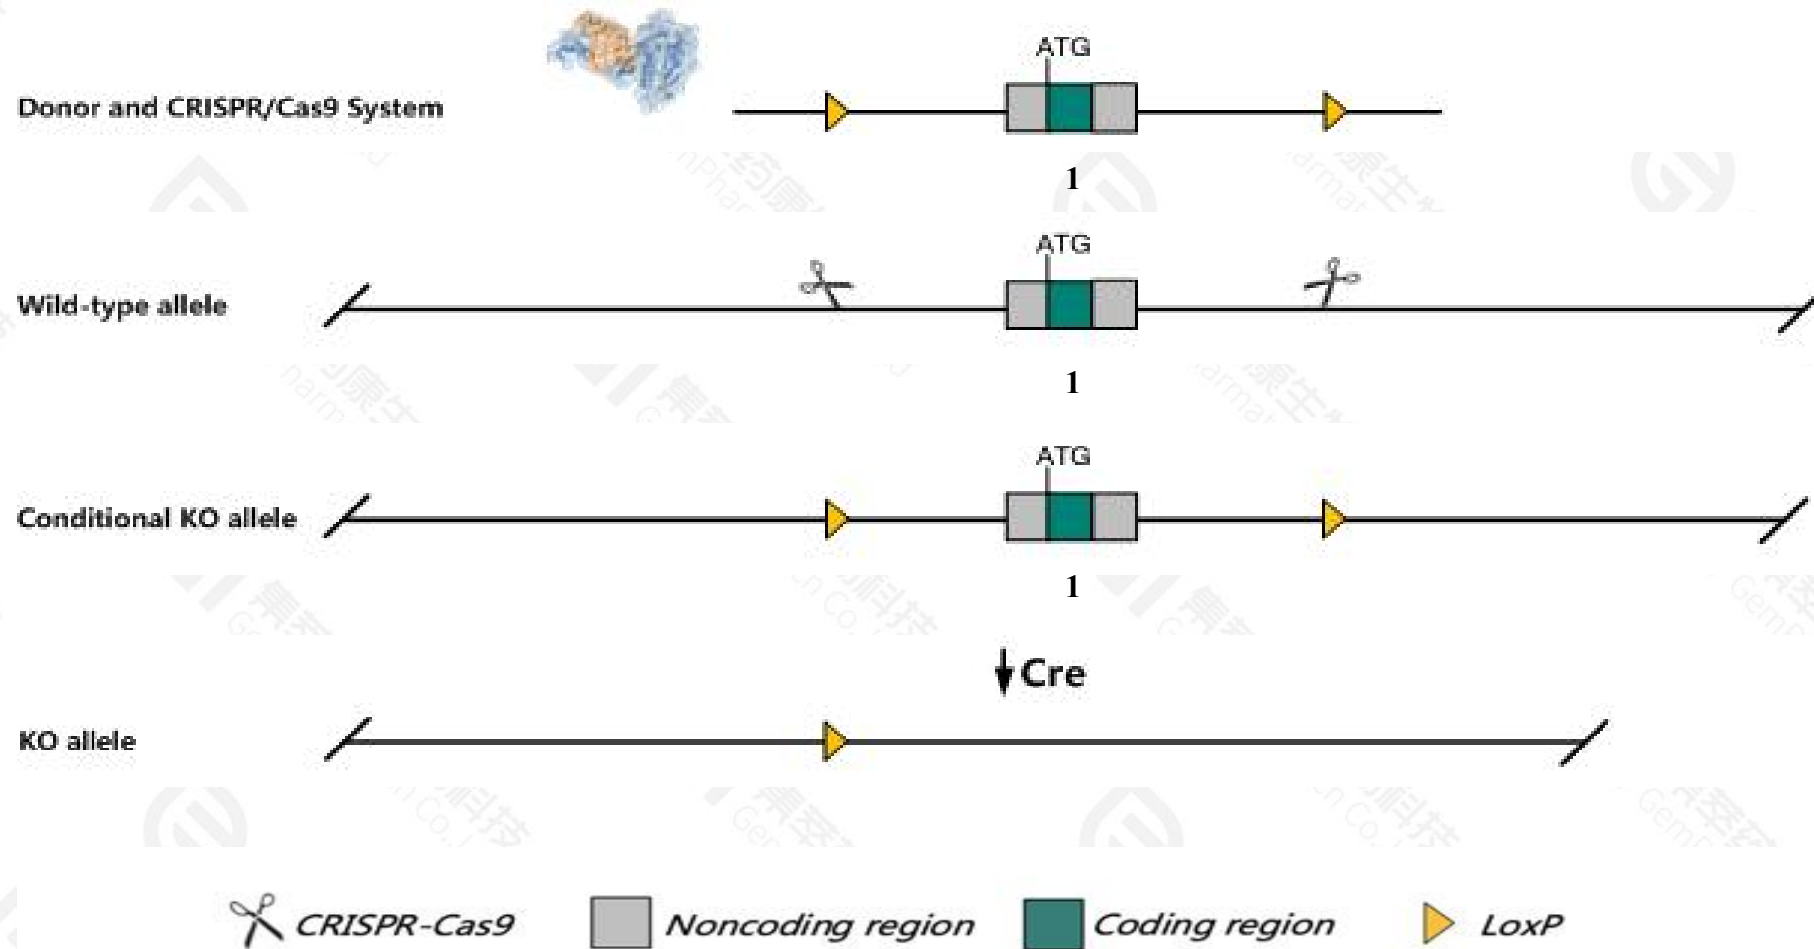 ATG
Donor and CRISPR/Cas9 System
1
ATG
Wild-type allele
1
ATG
Conditional KO allele
1
Cre
KO allele
CRISPR-Cas9 Noncoding region Coding region LoxP